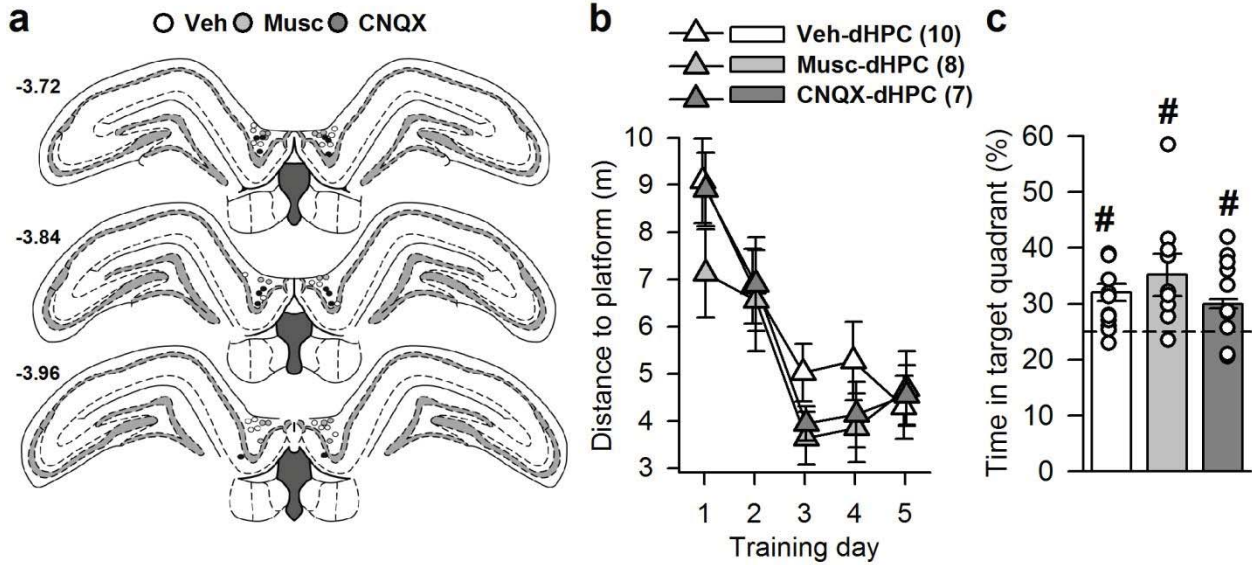 a
Veh Musc CNQX
-3.72
-3.84
-3.96
b
Veh-dHPC (10)
Musc-dHPC (8)
CNQX-dHPC (7)
Distance to platform (m)
10
9
8
7
6
5
4
3
1 2 3 4 5
Training day
c
Time in target quadrant (%)
60
50
40
30
20
10
0
# # #